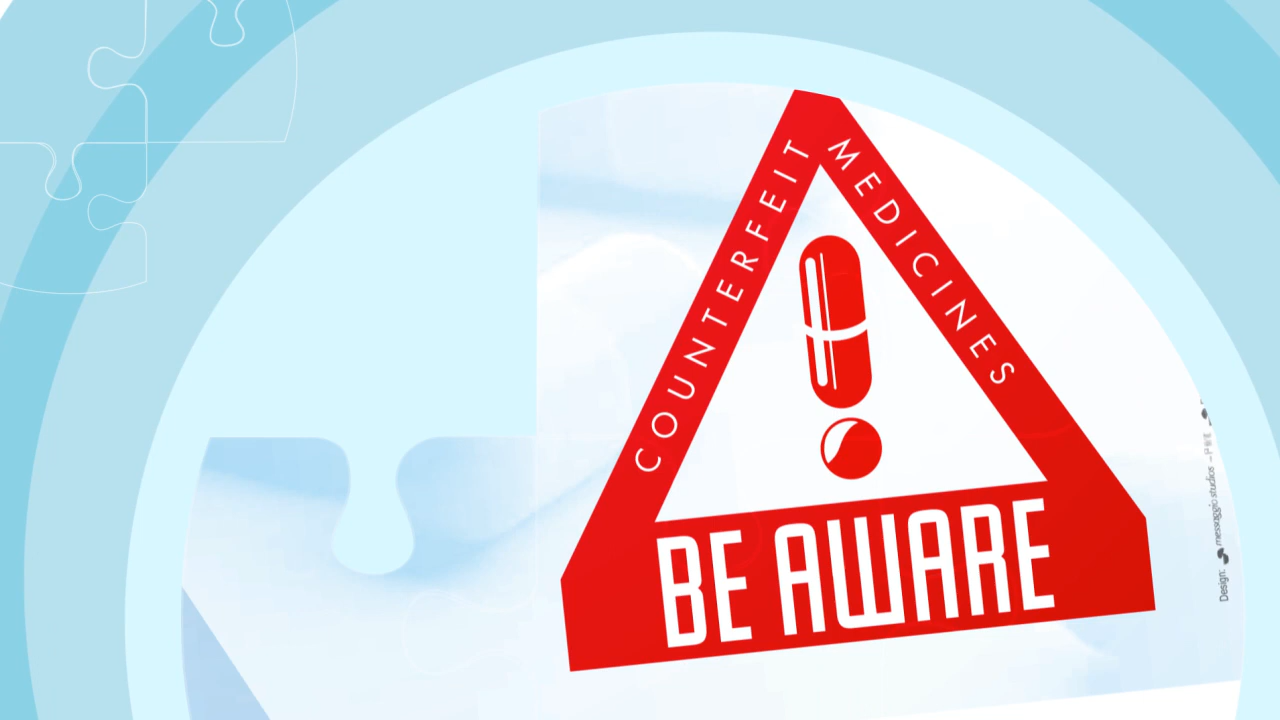 COUNTERFEIT
MEDICINES
BE AWARE
Design:
messaggio studios